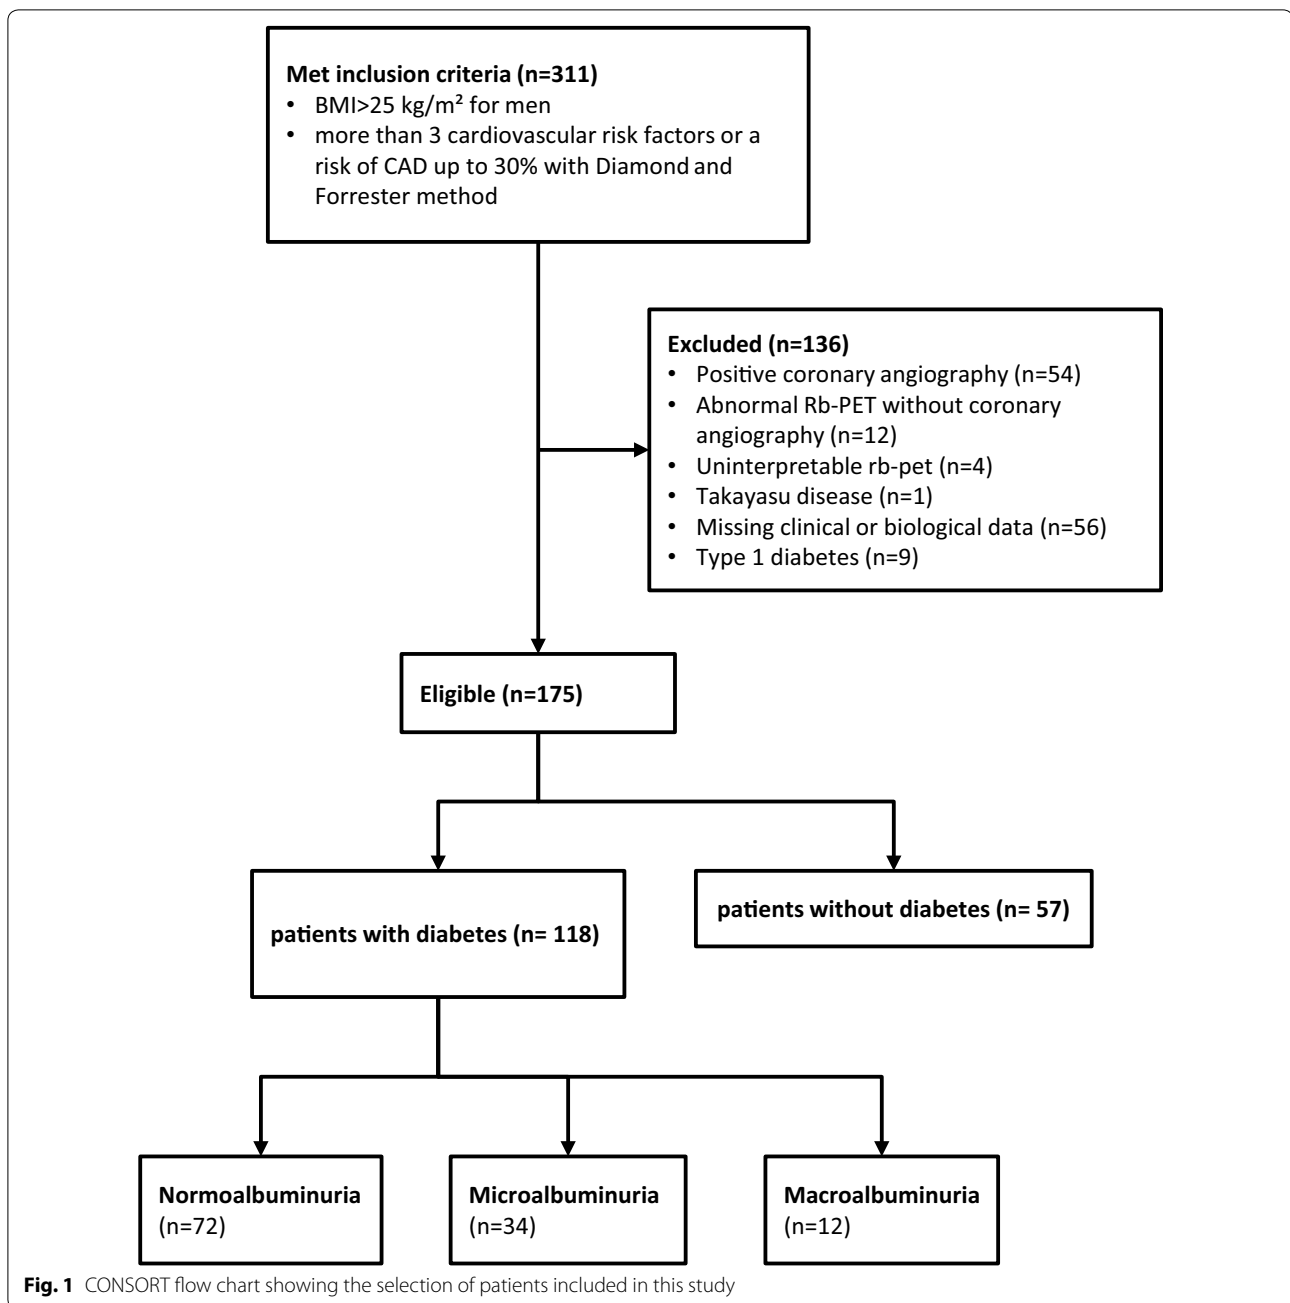 Met inclusion criteria (n=311)
• BMI>25 kg/m² for men
• more than 3 cardiovascular risk factors or a
risk of CAD up to 30% with Diamond and
Forrester method
Excluded (n=136)
• Positive coronary angiography (n=54)
• Abnormal Rb-PET without coronary
angiography (n=12)
• Uninterpretable rb-pet (n=4)
• Takayasu disease (n=1)
• Missing clinical or biological data (n=56)
• Type 1 diabetes (n=9)
Eligible (n=175)
patients with diabetes (n= 118)
patients without diabetes (n= 57)
Normoalbuminuria
(n=72)
Microalbuminuria
(n=34)
Macroalbuminuria
(n=12)
Fig. 1 CONSORT flow chart showing the selection of patients included in this study